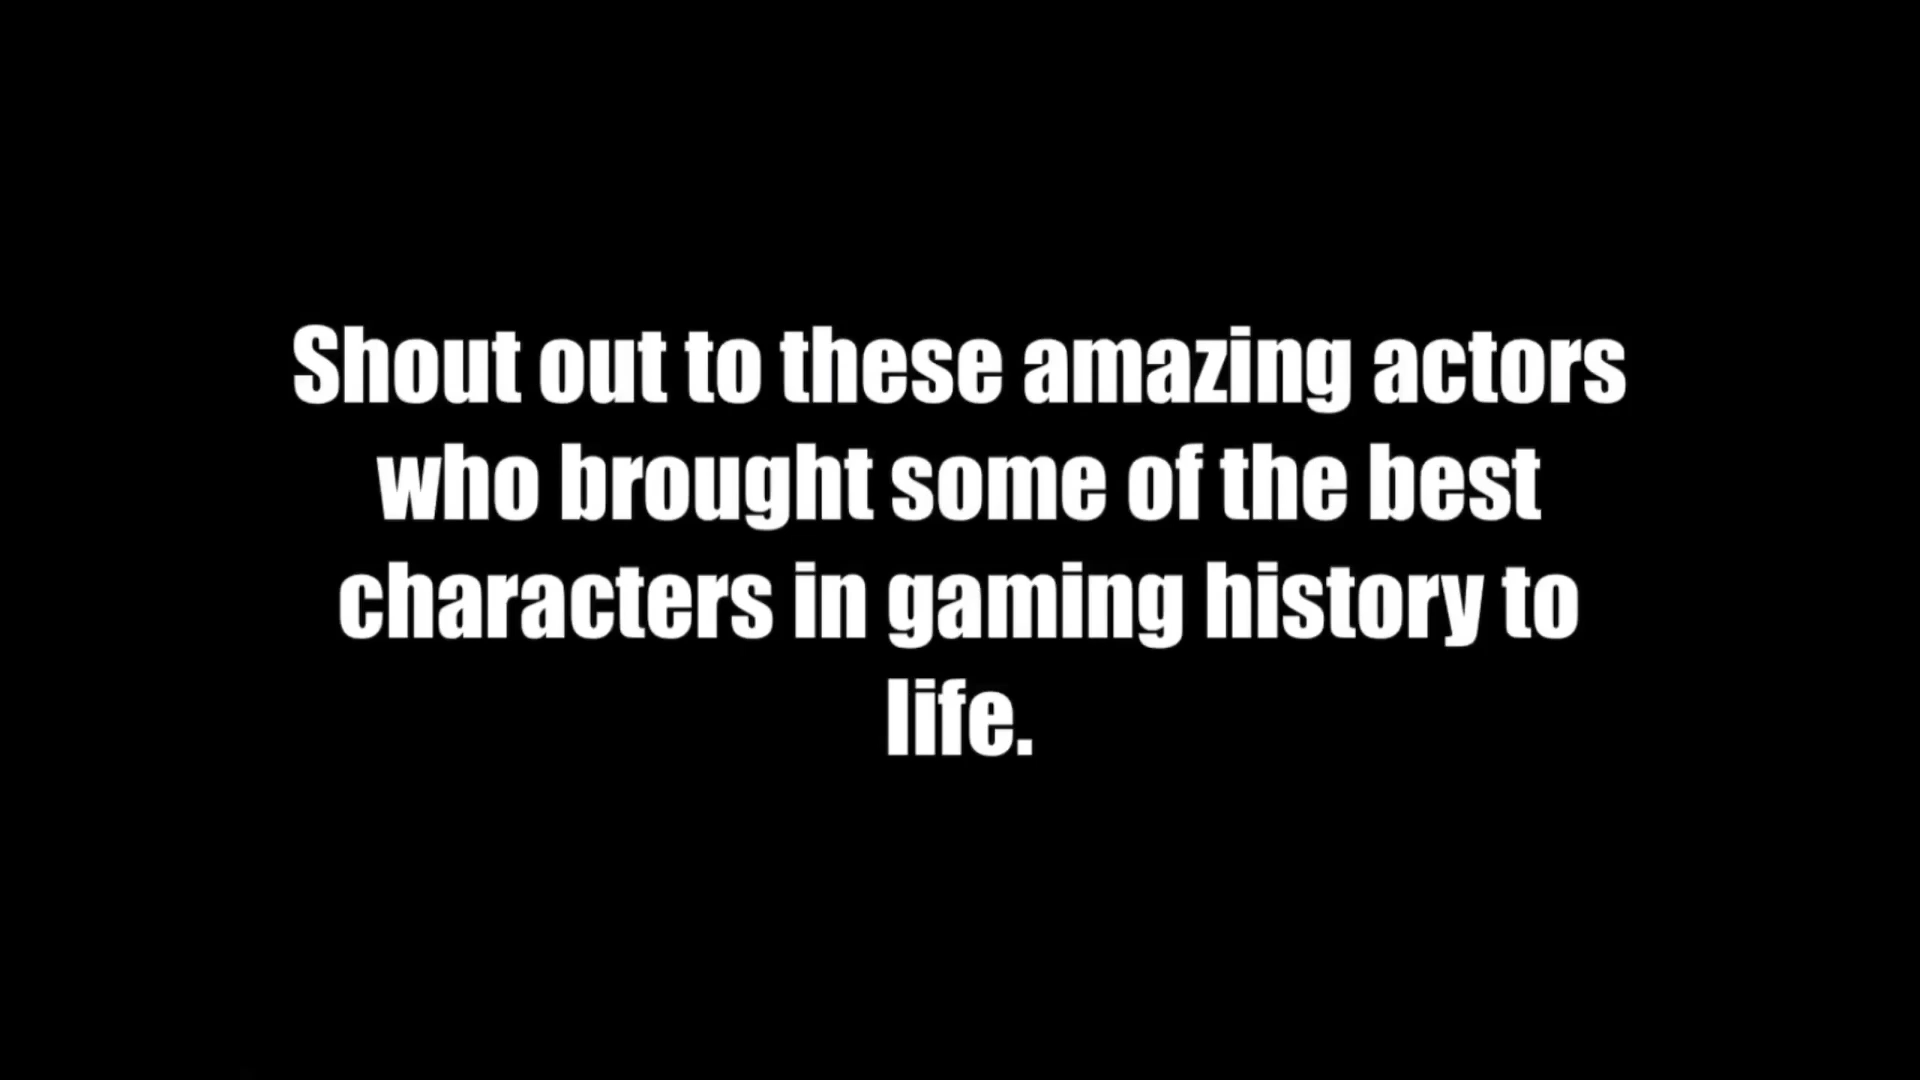 Shout out to these amazing actors
who brought some of the best
characters in gaming history to
life.